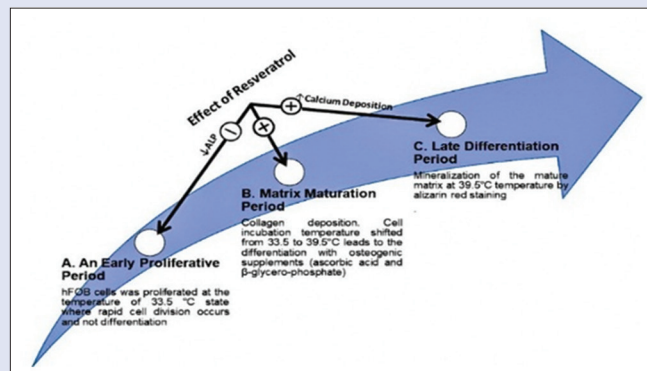 Effect of Resveratrol
↓ALP
−
+
+
↑Calcium Deposition
A. An Early Proliferative
Period
hFOB cells was proliferated at the
temperature of 33.5 °C state
where rapid cell division occurs
and not differentiation
B. Matrix Maturation
Period
Collagen deposition. Cell
incubation temperature shifted
from 33.5 to 39.5°C leads to the
differentiation with osteogenic
supplements (ascorbic acid and
β-glycero-phosphate)
C. Late Differentiation
Period
Mineralization of the mature
matrix at 39.5°C temperature by
alizarin red staining